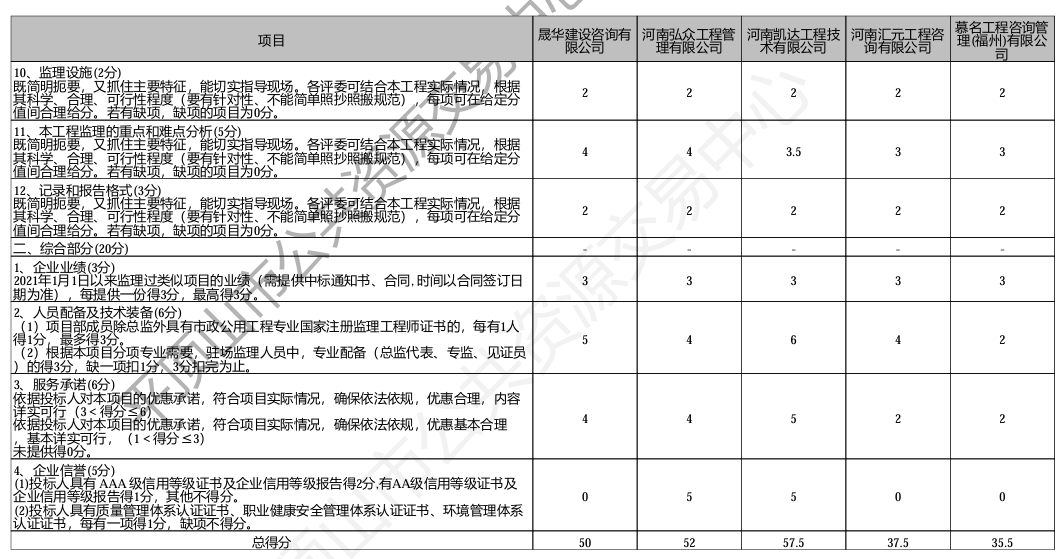 项目
晟华建设咨询有
限公司
河南弘众工程管
理有限公司
河南凯达工程技
术有限公司
河南汇元工程咨
询有限公司
慕名工程咨询管
理(福州)有限公
司
10、监理设施(2分)
既简明扼要，又抓住主要特征，能切实指导现场。各评委可结合本工程实际情况，根据
其科学、合理、可行性程度（要有针对性、不能简单照抄照搬规范），每项可在给定分
值间合理给分。若有缺项，缺项的项目为0分。
2 2 2 2 2
11、本工程监理的重点和难点分析(5分)
既简明扼要，又抓住主要特征，能切实指导现场。各评委可结合本工程实际情况，根据
其科学、合理、可行性程度（要有针对性、不能简单照抄照搬规范），每项可在给定分
值间合理给分。若有缺项，缺项的项目为0分。
4 4 3.5 3 3
12、记录和报告格式(3分)
既简明扼要，又抓住主要特征，能切实指导现场。各评委可结合本工程实际情况，根据
其科学、合理、可行性程度（要有针对性、不能简单照抄照搬规范），每项可在给定分
值间合理给分。若有缺项，缺项的项目为0分。
2 2 2 2 2
二、综合部分(20分)
- - - - -
1、企业业绩(3分)
2021年1月1日以来监理过类似项目的业绩（需提供中标通知书、合同,时间以合同签订日
期为准），每提供一份得3分，最高得3分。
3 3 3 3 3
2、人员配备及技术装备(6分)
（1）项目部成员除总监外具有市政公用工程专业国家注册监理工程师证书的，每有1人
得1分，最多得3分。
（2）根据本项目分项专业需要，驻场监理人员中，专业配备（总监代表、专监、见证员
）的得3分，缺一项扣1分，3分扣完为止。
5 4 6 4 2
3、服务承诺(6分)
依据投标人对本项目的优惠承诺，符合项目实际情况，确保依法依规，优惠合理，内容
详实可行（3＜得分≤6）
依据投标人对本项目的优惠承诺，符合项目实际情况，确保依法依规，优惠基本合理
，基本详实可行，（1＜得分≤3）
未提供得0分。
4 4 5 2 2
4、企业信誉(5分)
(1)投标人具有 AAA 级信用等级证书及企业信用等级报告得2分,有AA级信用等级证书及
企业信用等级报告得1分，其他不得分。
(2)投标人具有质量管理体系认证证书、职业健康安全管理体系认证证书、环境管理体系
认证证书，每有一项得1分，缺项不得分。
0 5 5 0 0
总得分 50 52 57.5 37.5 35.5
平顶山市公共资源交易中心
公共资源交易中心